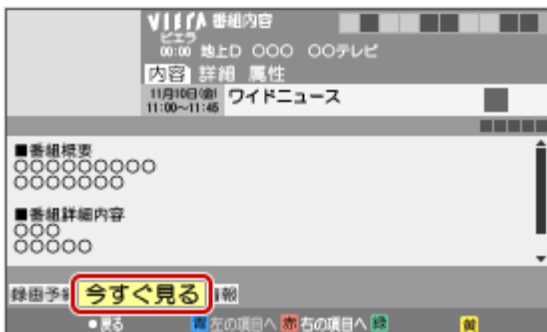 VIErA 番組内容
ビエラ
00:00 地上D ○○○ ○○テレビ
内容 詳細 属性
11月10日(金)
11:00～11:45
ワイドニュース
■番組概要
○○○○○○○○○
○○○○○○○
■番組詳細内容
○○○
○○○○○
録画予 今すぐ見る 情報
●戻る 青 左の項目へ 赤 右の項目へ 緑 黄